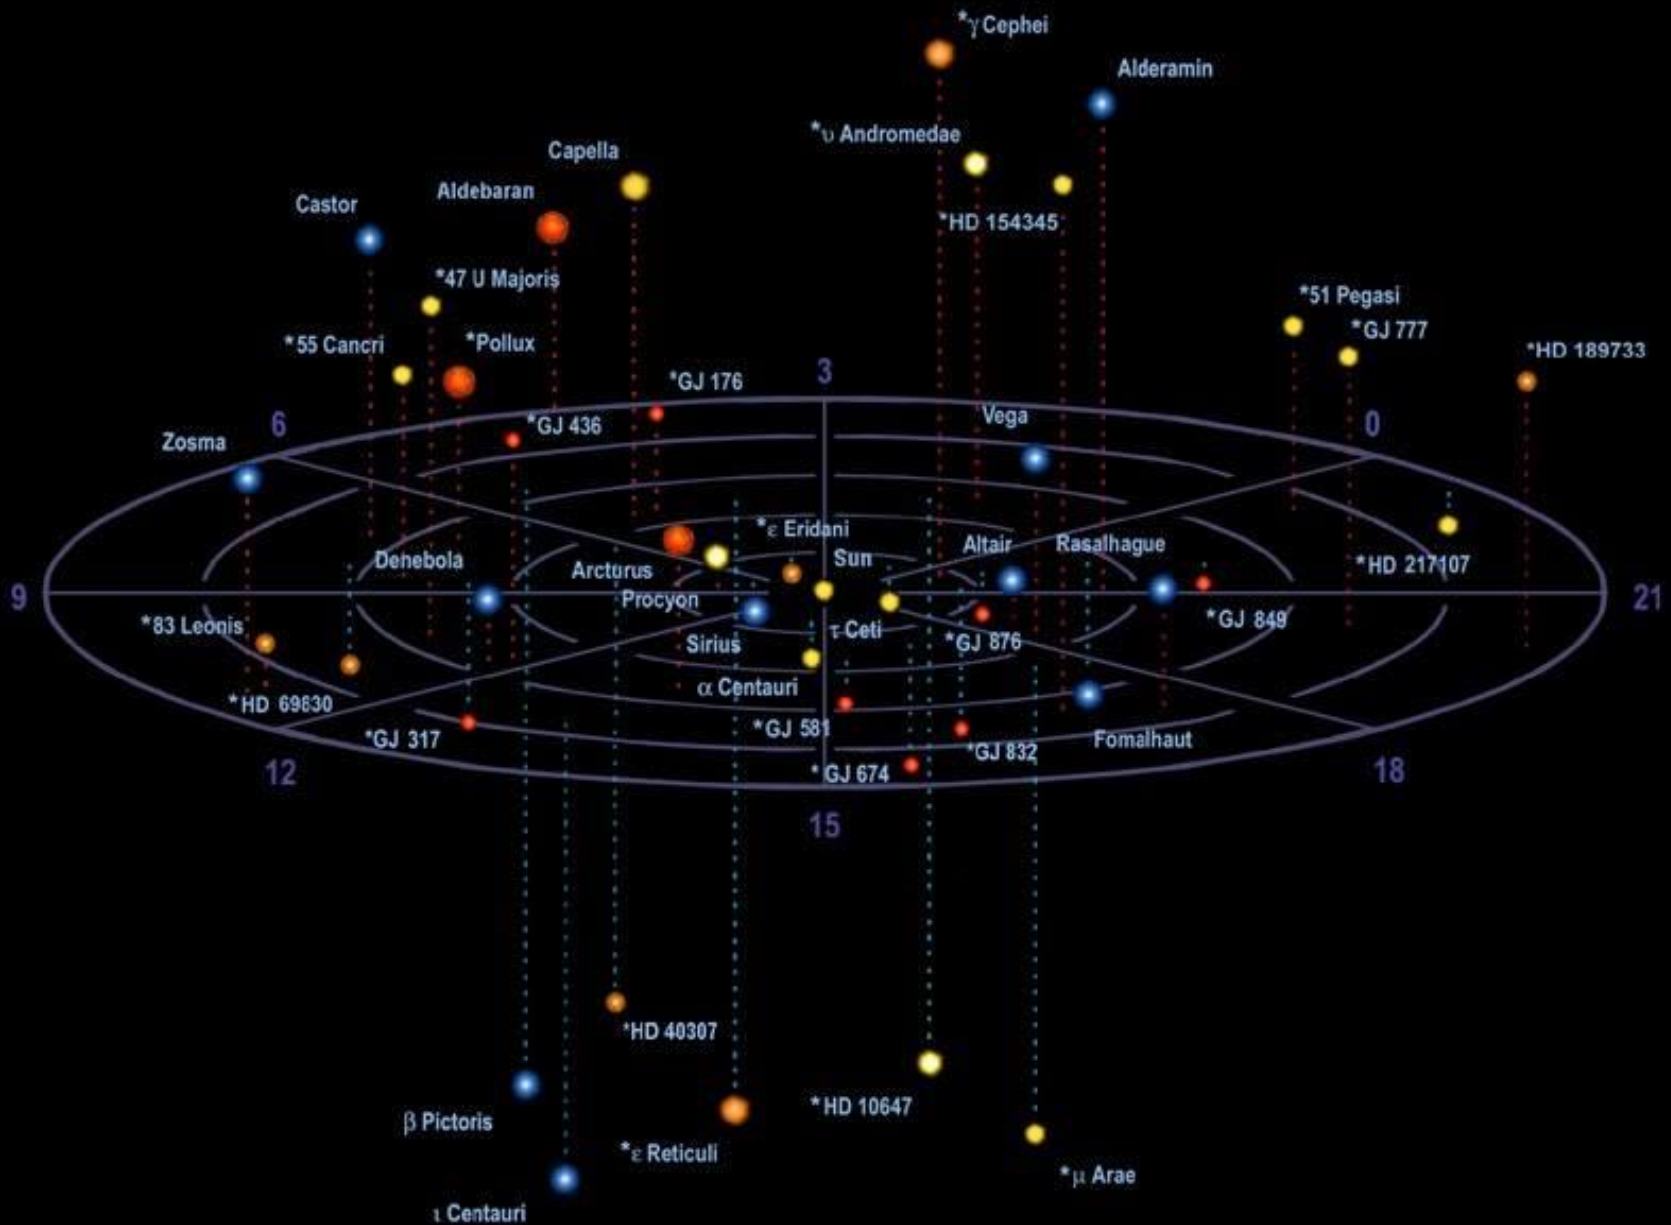 *γ Cephei
Alderamin
*υ Andromedae
Capella
Aldebaran
Castor
*HD 154345
*47 U Majoris
*51 Pegasi
*GJ 777
*Pollux
*55 Cancri
*HD 189733
3
*GJ 176
6
*GJ 436
Vega
0
Zosma
*ε Eridani
Sun
Altair
Rasalhague
Denebola
Arcturus
*HD 217107
9
Procyon
21
*83 Leonis
τ Ceti
*GJ 849
Sirius
*GJ 876
α Centauri
*HD 69830
*GJ 581
*GJ 317
*GJ 832
Fomalhaut
12
*GJ 674
18
15
*HD 40307
β Pictoris
*HD 10647
*ε Reticuli
*μ Arae
ι Centauri